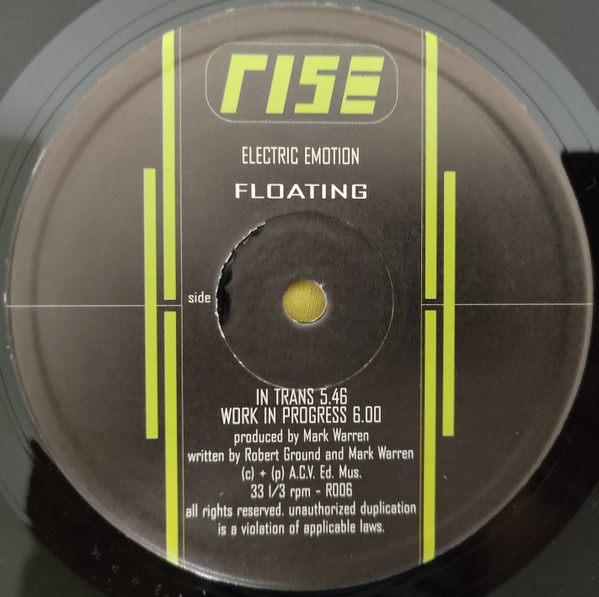 rise
ELECTRIC EMOTION
FLOATING
side
IN TRANS 5.46
WORK IN PROGRESS 6.00
produced by Mark Warren
written by Robert Ground and Mark Warren
(c) + (p) A.C.V. Ed. Mus.
33 1/3 rpm - R006
all rights reserved. unauthorized duplication
is a violation of applicable laws.